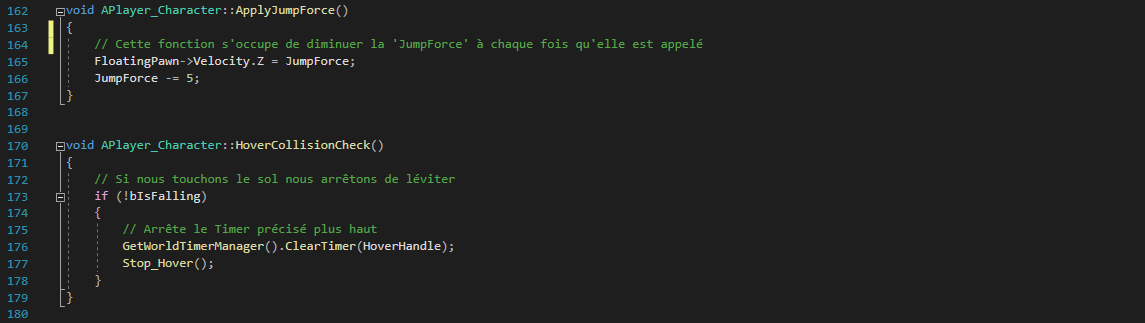 162 void APlayer_Character::ApplyJumpForce()
163 {
164 // Cette fonction s'occupe de diminuer la 'JumpForce' à chaque fois qu'elle est appelé
165 FloatingPawn->Velocity.Z = JumpForce;
166 JumpForce -= 5;
167 }
168
169
170 void APlayer_Character::HoverCollisionCheck()
171 {
172 // Si nous touchons le sol nous arrêtons de léviter
173 if (!bIsFalling)
174 {
175 // Arrête le Timer précisé plus haut
176 GetWorldTimerManager().ClearTimer(HoverHandle);
177 Stop_Hover();
178 }
179 }
180